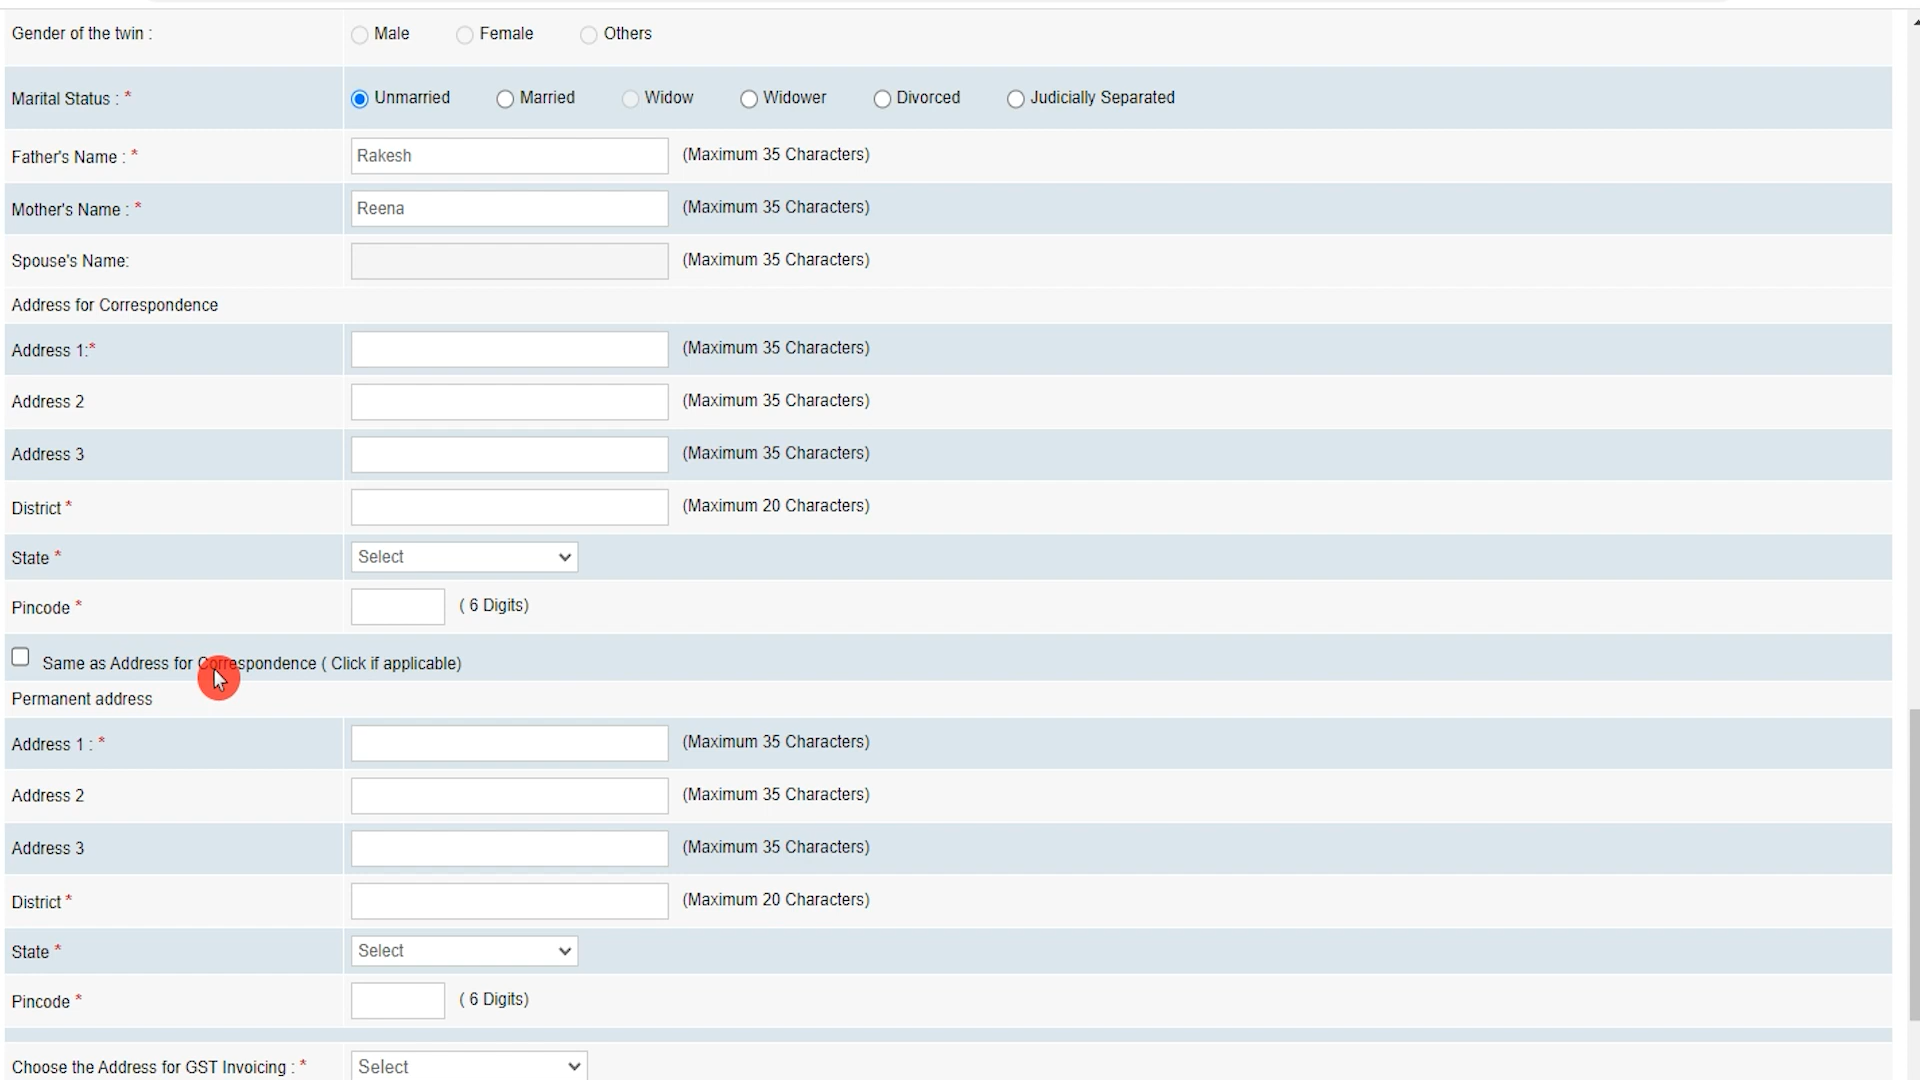 Gender of the twin : Male Female Others
Marital Status : * Unmarried Married Widow Widower Divorced Judicially Separated
Father's Name : * Rakesh (Maximum 35 Characters)
Mother's Name : * Reena (Maximum 35 Characters)
Spouse's Name: (Maximum 35 Characters)
Address for Correspondence
Address 1:* (Maximum 35 Characters)
Address 2 (Maximum 35 Characters)
Address 3 (Maximum 35 Characters)
District * (Maximum 20 Characters)
State * Select
Pincode * ( 6 Digits)
Same as Address for Correspondence ( Click if applicable)
Permanent address
Address 1 : * (Maximum 35 Characters)
Address 2 (Maximum 35 Characters)
Address 3 (Maximum 35 Characters)
District * (Maximum 20 Characters)
State * Select
Pincode * ( 6 Digits)
Choose the Address for GST Invoicing : * Select